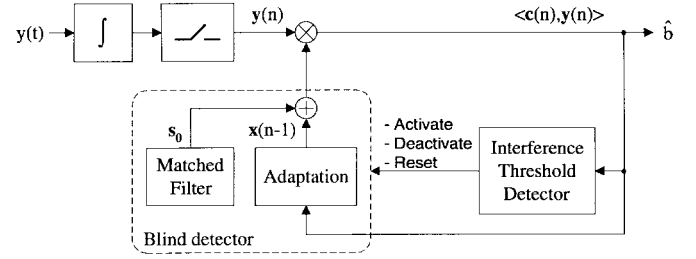 y(t)
∫
y(n)
<c(n),y(n)>
b̂
s₀
x(n-1)
Matched
Filter
Adaptation
Blind detector
- Activate
- Deactivate
- Reset
Interference
Threshold
Detector